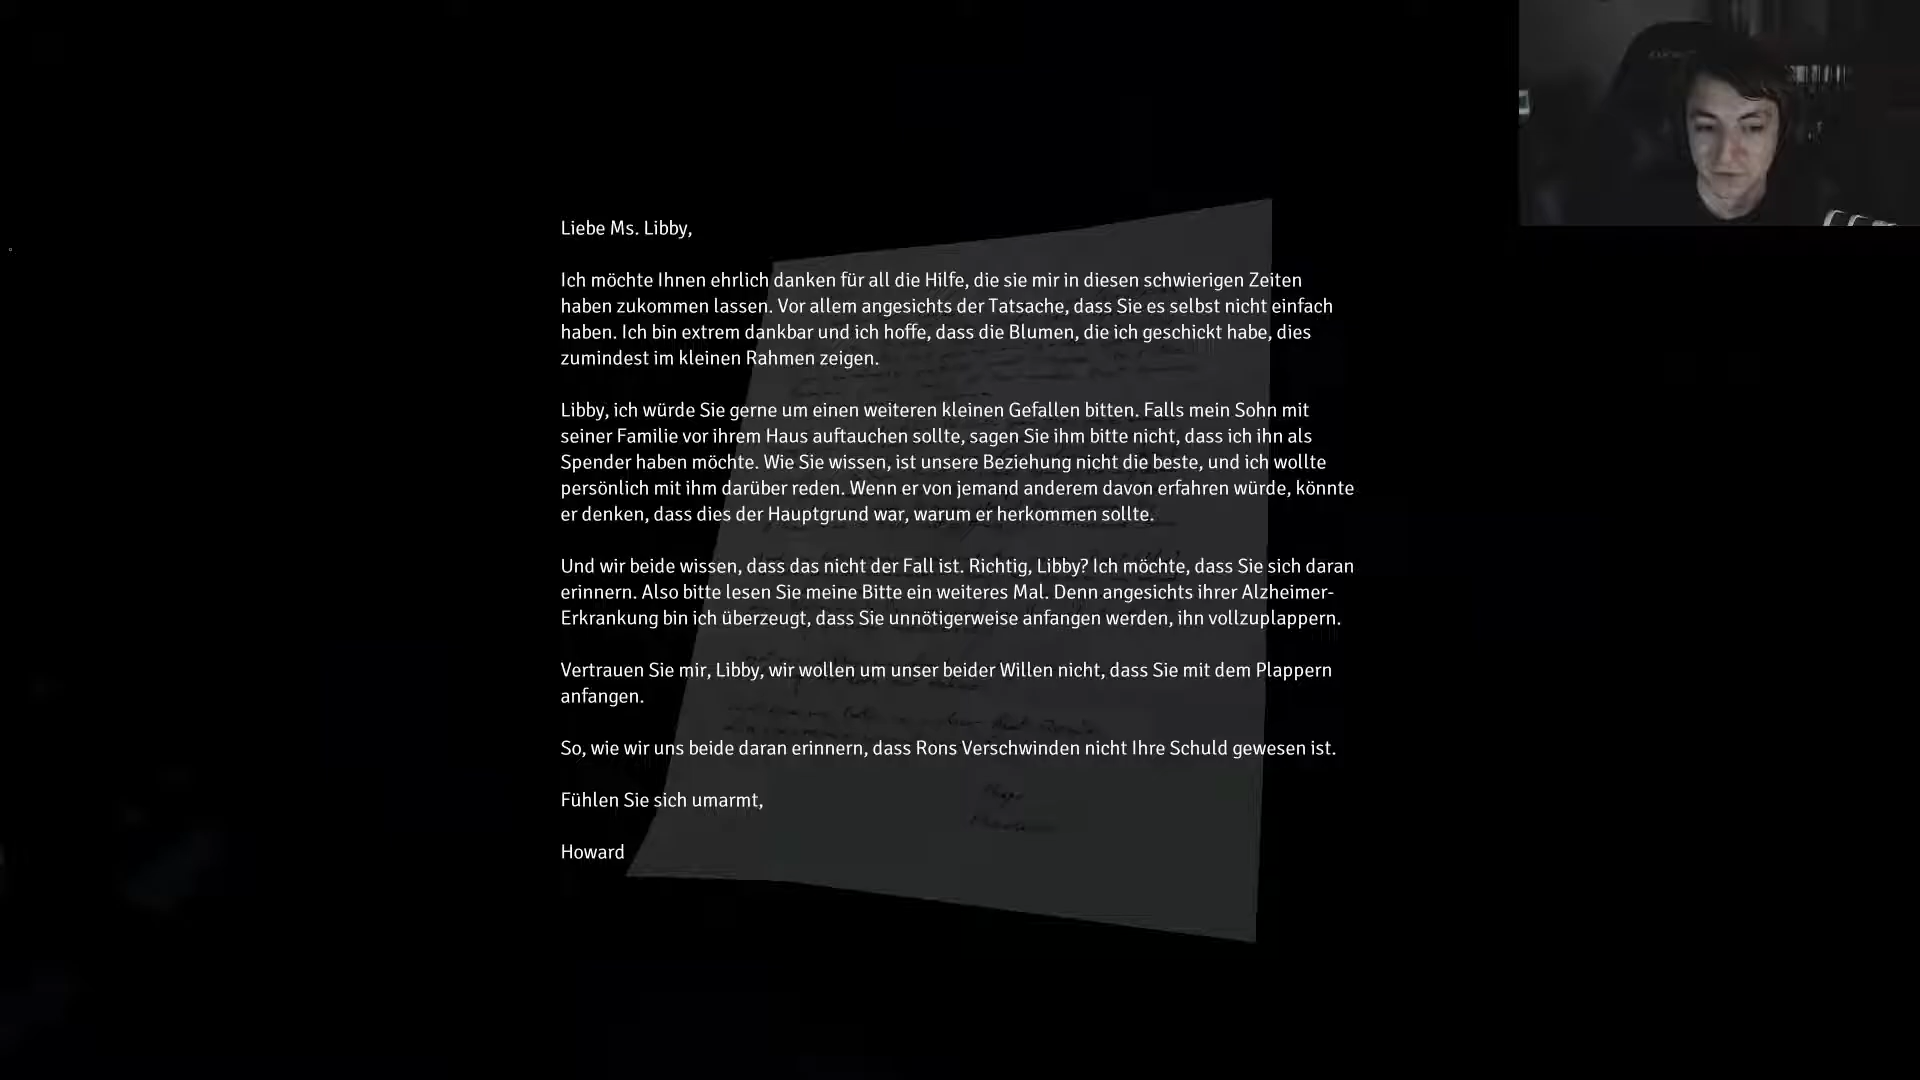 Liebe Ms. Libby,
Ich möchte Ihnen ehrlich danken für all die Hilfe, die sie mir in diesen schwierigen Zeiten
haben zukommen lassen. Vor allem angesichts der Tatsache, dass Sie es selbst nicht einfach
haben. Ich bin extrem dankbar und ich hoffe, dass die Blumen, die ich geschickt habe, dies
zumindest im kleinen Rahmen zeigen.
Libby, ich würde Sie gerne um einen weiteren kleinen Gefallen bitten. Falls mein Sohn mit
seiner Familie vor ihrem Haus auftauchen sollte, sagen Sie ihm bitte nicht, dass ich ihn als
Spender haben möchte. Wie Sie wissen, ist unsere Beziehung nicht die beste, und ich wollte
persönlich mit ihm darüber reden. Wenn er von jemand anderem davon erfahren würde, könnte
er denken, dass dies der Hauptgrund war, warum er herkommen sollte.
Und wir beide wissen, dass das nicht der Fall ist. Richtig, Libby? Ich möchte, dass Sie sich daran
erinnern. Also bitte lesen Sie meine Bitte ein weiteres Mal. Denn angesichts ihrer Alzheimer-
Erkrankung bin ich überzeugt, dass Sie unnötigerweise anfangen werden, ihn vollzuplappern.
Vertrauen Sie mir, Libby, wir wollen um unser beider Willen nicht, dass Sie mit dem Plappern
anfangen.
So, wie wir uns beide daran erinnern, dass Rons Verschwinden nicht Ihre Schuld gewesen ist.
Fühlen Sie sich umarmt,
Howard